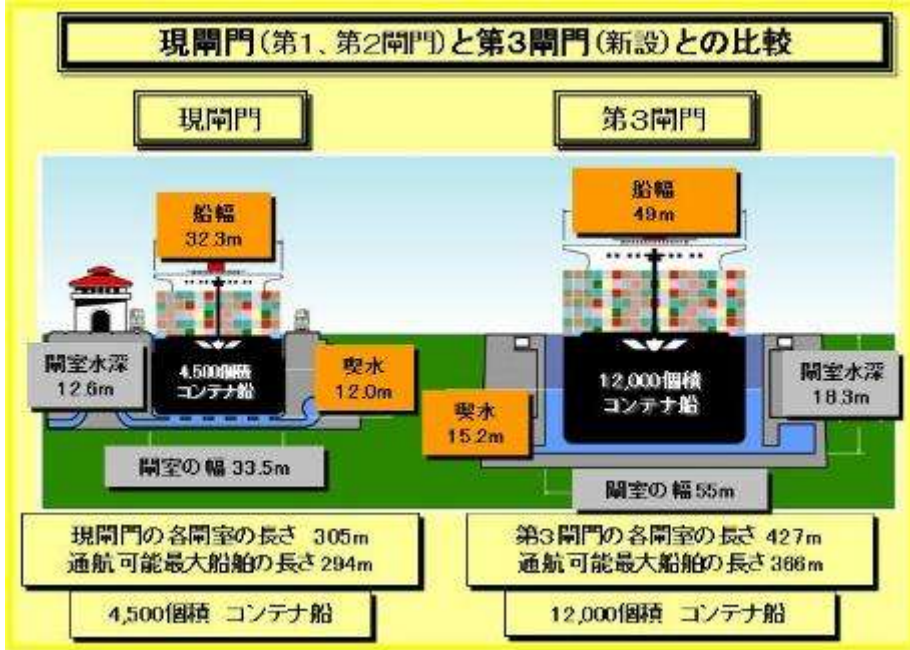 現閘門(第1、第2閘門)と第3閘門(新設)との比較
現閘門
第3閘門
船幅
32.3m
船幅
49m
閘室水深
12.6m
4,500個積
コンテナ船
喫水
12.0m
12,000個積
コンテナ船
閘室水深
18.3m
喫水
15.2m
閘室の幅 33.5m
閘室の幅 55m
現閘門の各閘室の長さ 305m
通航可能最大船舶の長さ 294m
第3閘門の各閘室の長さ 427m
通航可能最大船舶の長さ 366m
4,500個積 コンテナ船
12,000個積 コンテナ船